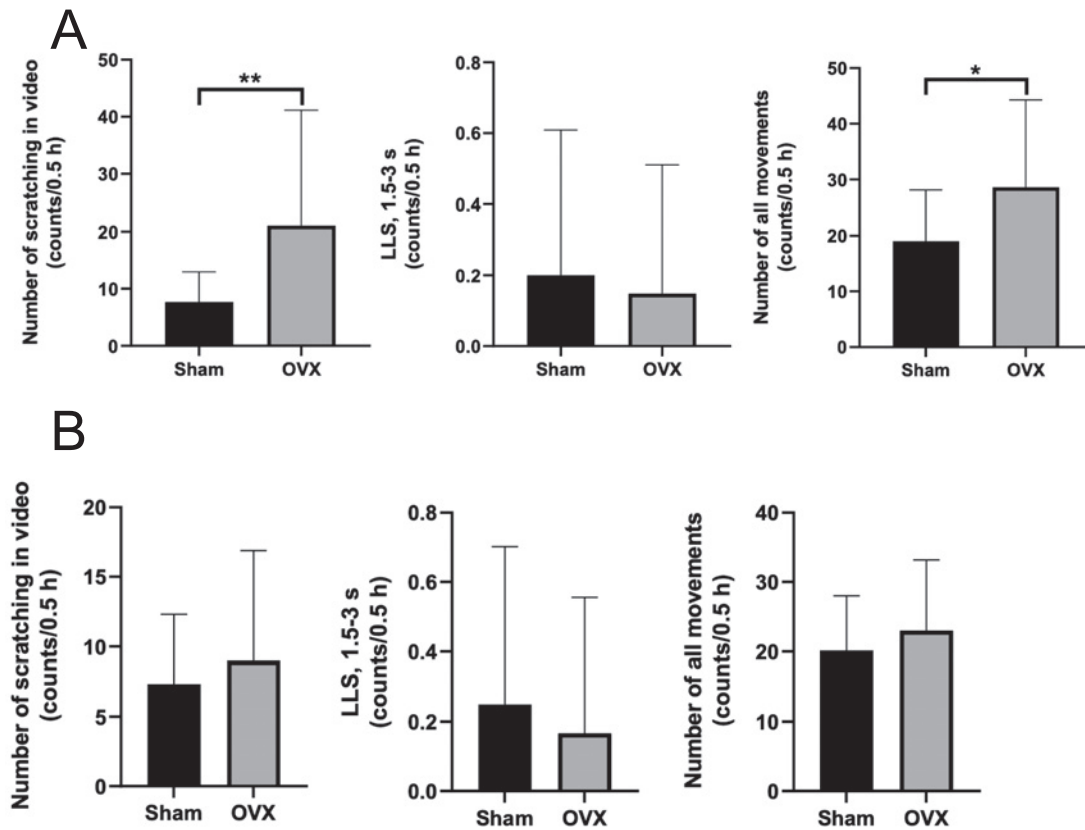 A
Number of scratching in video
(counts/0.5 h)
50
40
30
20
10
0
**
Sham
OVX
LLS, 1.5-3 s
(counts/0.5 h)
0.8
0.6
0.4
0.2
0.0
Sham
OVX
Number of all movements
(counts/0.5 h)
50
40
30
20
10
0
*
Sham
OVX
B
Number of scratching in video
(counts/0.5 h)
20
15
10
5
0
Sham
OVX
LLS, 1.5-3 s
(counts/0.5 h)
0.8
0.6
0.4
0.2
0.0
Sham
OVX
Number of all movements
(counts/0.5 h)
40
30
20
10
0
Sham
OVX